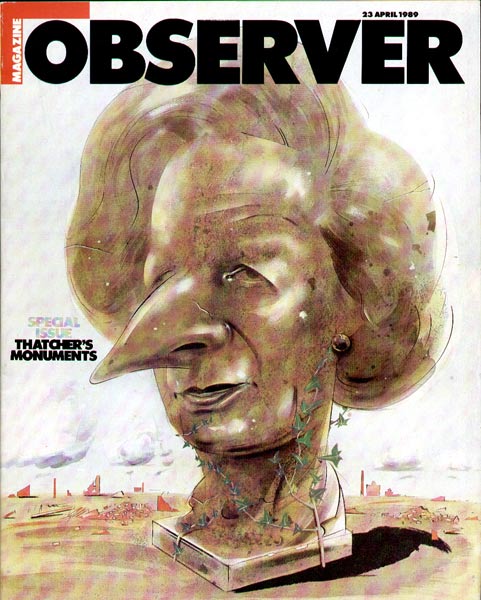 23 APRIL 1989
MAGAZINE
OBSERVER
SPECIAL
ISSUE
THATCHER'S
MONUMENTS